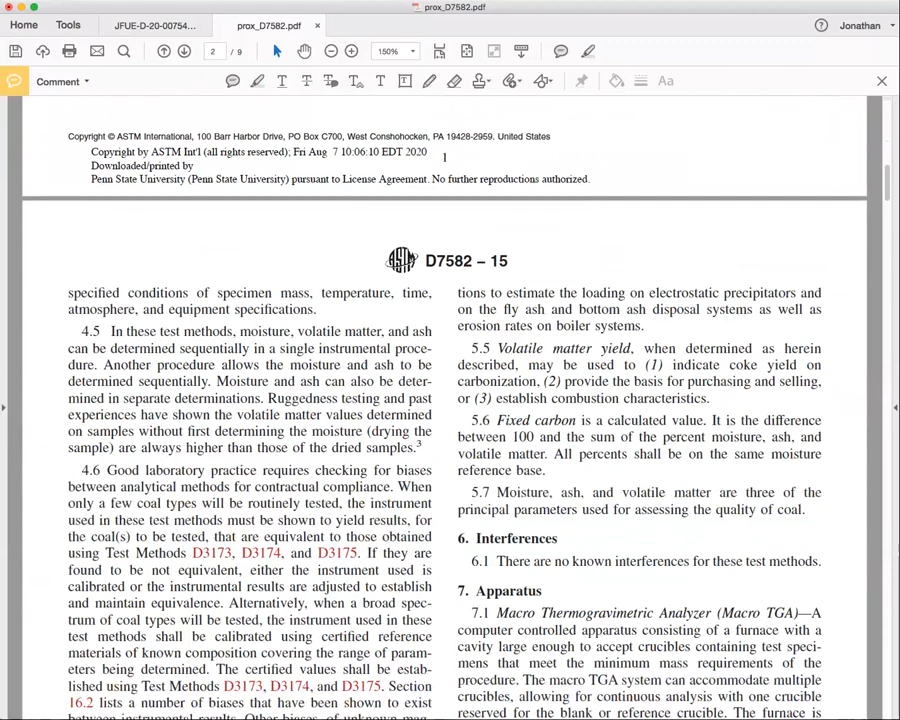 prox_D7582.pdf
Home
Tools
JFUE-D-20-00754...
prox_D7582.pdf
×
Jonathan
2
/ 9
150%
Comment
Aa
Copyright © ASTM International, 100 Barr Harbor Drive, PO Box C700, West Conshohocken, PA 19428-2959. United States
Copyright by ASTM Int'l (all rights reserved); Fri Aug 7 10:06:10 EDT 2020
1
Downloaded/printed by
Penn State University (Penn State University) pursuant to License Agreement. No further reproductions authorized.
ASTM
D7582 – 15
specified conditions of specimen mass, temperature, time,
atmosphere, and equipment specifications.
4.5 In these test methods, moisture, volatile matter, and ash
can be determined sequentially in a single instrumental proce-
dure. Another procedure allows the moisture and ash to be
determined sequentially. Moisture and ash can also be deter-
mined in separate determinations. Ruggedness testing and past
experiences have shown the volatile matter values determined
on samples without first determining the moisture (drying the
sample) are always higher than those of the dried samples.³
4.6 Good laboratory practice requires checking for biases
between analytical methods for contractual compliance. When
only a few coal types will be routinely tested, the instrument
used in these test methods must be shown to yield results, for
the coal(s) to be tested, that are equivalent to those obtained
using Test Methods D3173, D3174, and D3175. If they are
found to be not equivalent, either the instrument used is
calibrated or the instrumental results are adjusted to establish
and maintain equivalence. Alternatively, when a broad spec-
trum of coal types will be tested, the instrument used in these
test methods shall be calibrated using certified reference
materials of known composition covering the range of param-
eters being determined. The certified values shall be estab-
lished using Test Methods D3173, D3174, and D3175. Section
16.2 lists a number of biases that have been shown to exist
between instrumental results. Other biases, of unknown mag-
tions to estimate the loading on electrostatic precipitators and
on the fly ash and bottom ash disposal systems as well as
erosion rates on boiler systems.
5.5 Volatile matter yield, when determined as herein
described, may be used to (1) indicate coke yield on
carbonization, (2) provide the basis for purchasing and selling,
or (3) establish combustion characteristics.
5.6 Fixed carbon is a calculated value. It is the difference
between 100 and the sum of the percent moisture, ash, and
volatile matter. All percents shall be on the same moisture
reference base.
5.7 Moisture, ash, and volatile matter are three of the
principal parameters used for assessing the quality of coal.
6. Interferences
6.1 There are no known interferences for these test methods.
7. Apparatus
7.1 Macro Thermogravimetric Analyzer (Macro TGA)—A
computer controlled apparatus consisting of a furnace with a
cavity large enough to accept crucibles containing test speci-
mens that meet the minimum mass requirements of the
procedure. The macro TGA system can accommodate multiple
crucibles, allowing for continuous analysis with one crucible
reserved for the blank or reference crucible. The furnace is